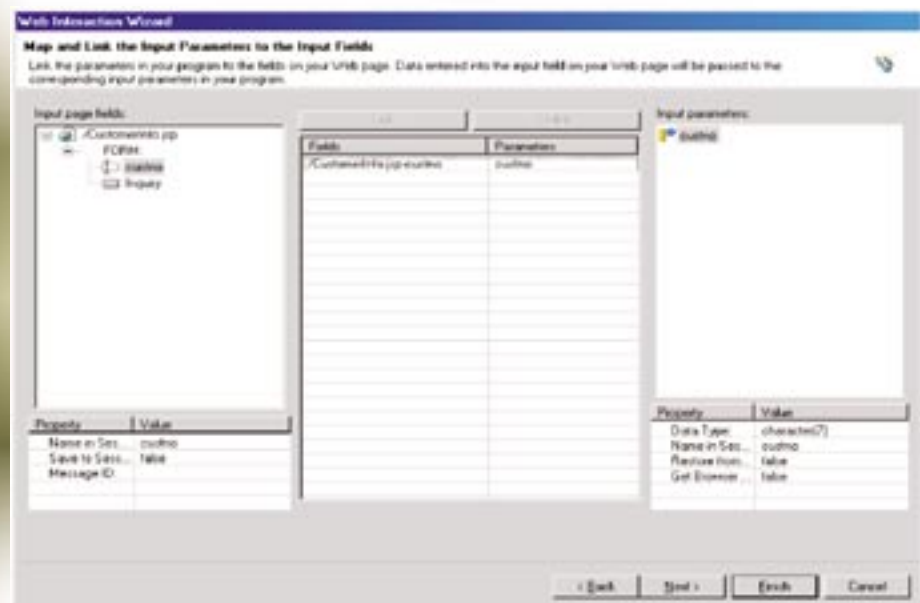 Web Interaction Wizard
Map and Link the Input Parameters to the Input Fields
Link the parameters in your program to the fields on your Web page. Data entered into the input field on your Web page will be passed to the
corresponding input parameters in your program.
Input page fields:
/CustomerInfo.jsp
FORM:
custno
Inquiry
Property Value
Name in Ses... custno
Save to Sess... false
Message ID:
Fields Parameters
/CustomerInfo.jsp-custno custno
Input parameters:
custno
Property Value
Data Type: character(7)
Name in Ses... custno
Restore from... false
Get Browser ... false
< Back
Next >
Finish
Cancel